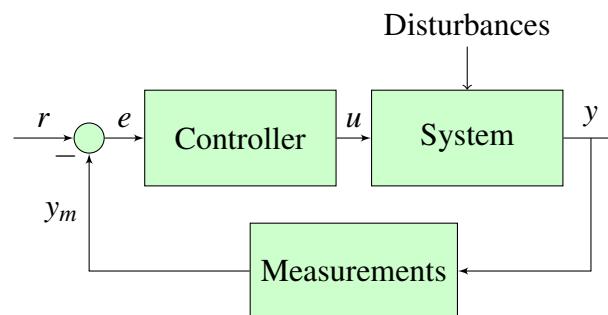 Disturbances
r
e
Controller
u
System
y
−
y_m
Measurements